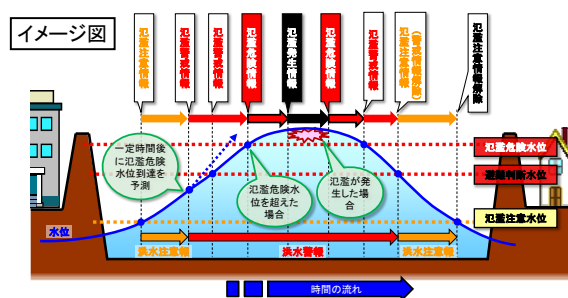 イメージ図
氾濫注意情報
氾濫警戒情報
氾濫警戒情報
氾濫危険情報
氾濫発生情報
氾濫危険情報
氾濫警戒情報
氾濫注意情報
(警戒情報解除)
氾濫注意情報解除
一定時間後
に氾濫危険
水位到達を
予測
氾濫危険水
位を超えた場
合
氾濫が発
生した場
合
氾濫危険水位
避難判断水位
氾濫注意水位
水位
洪水注意報
洪水警報
洪水注意報
時間の流れ